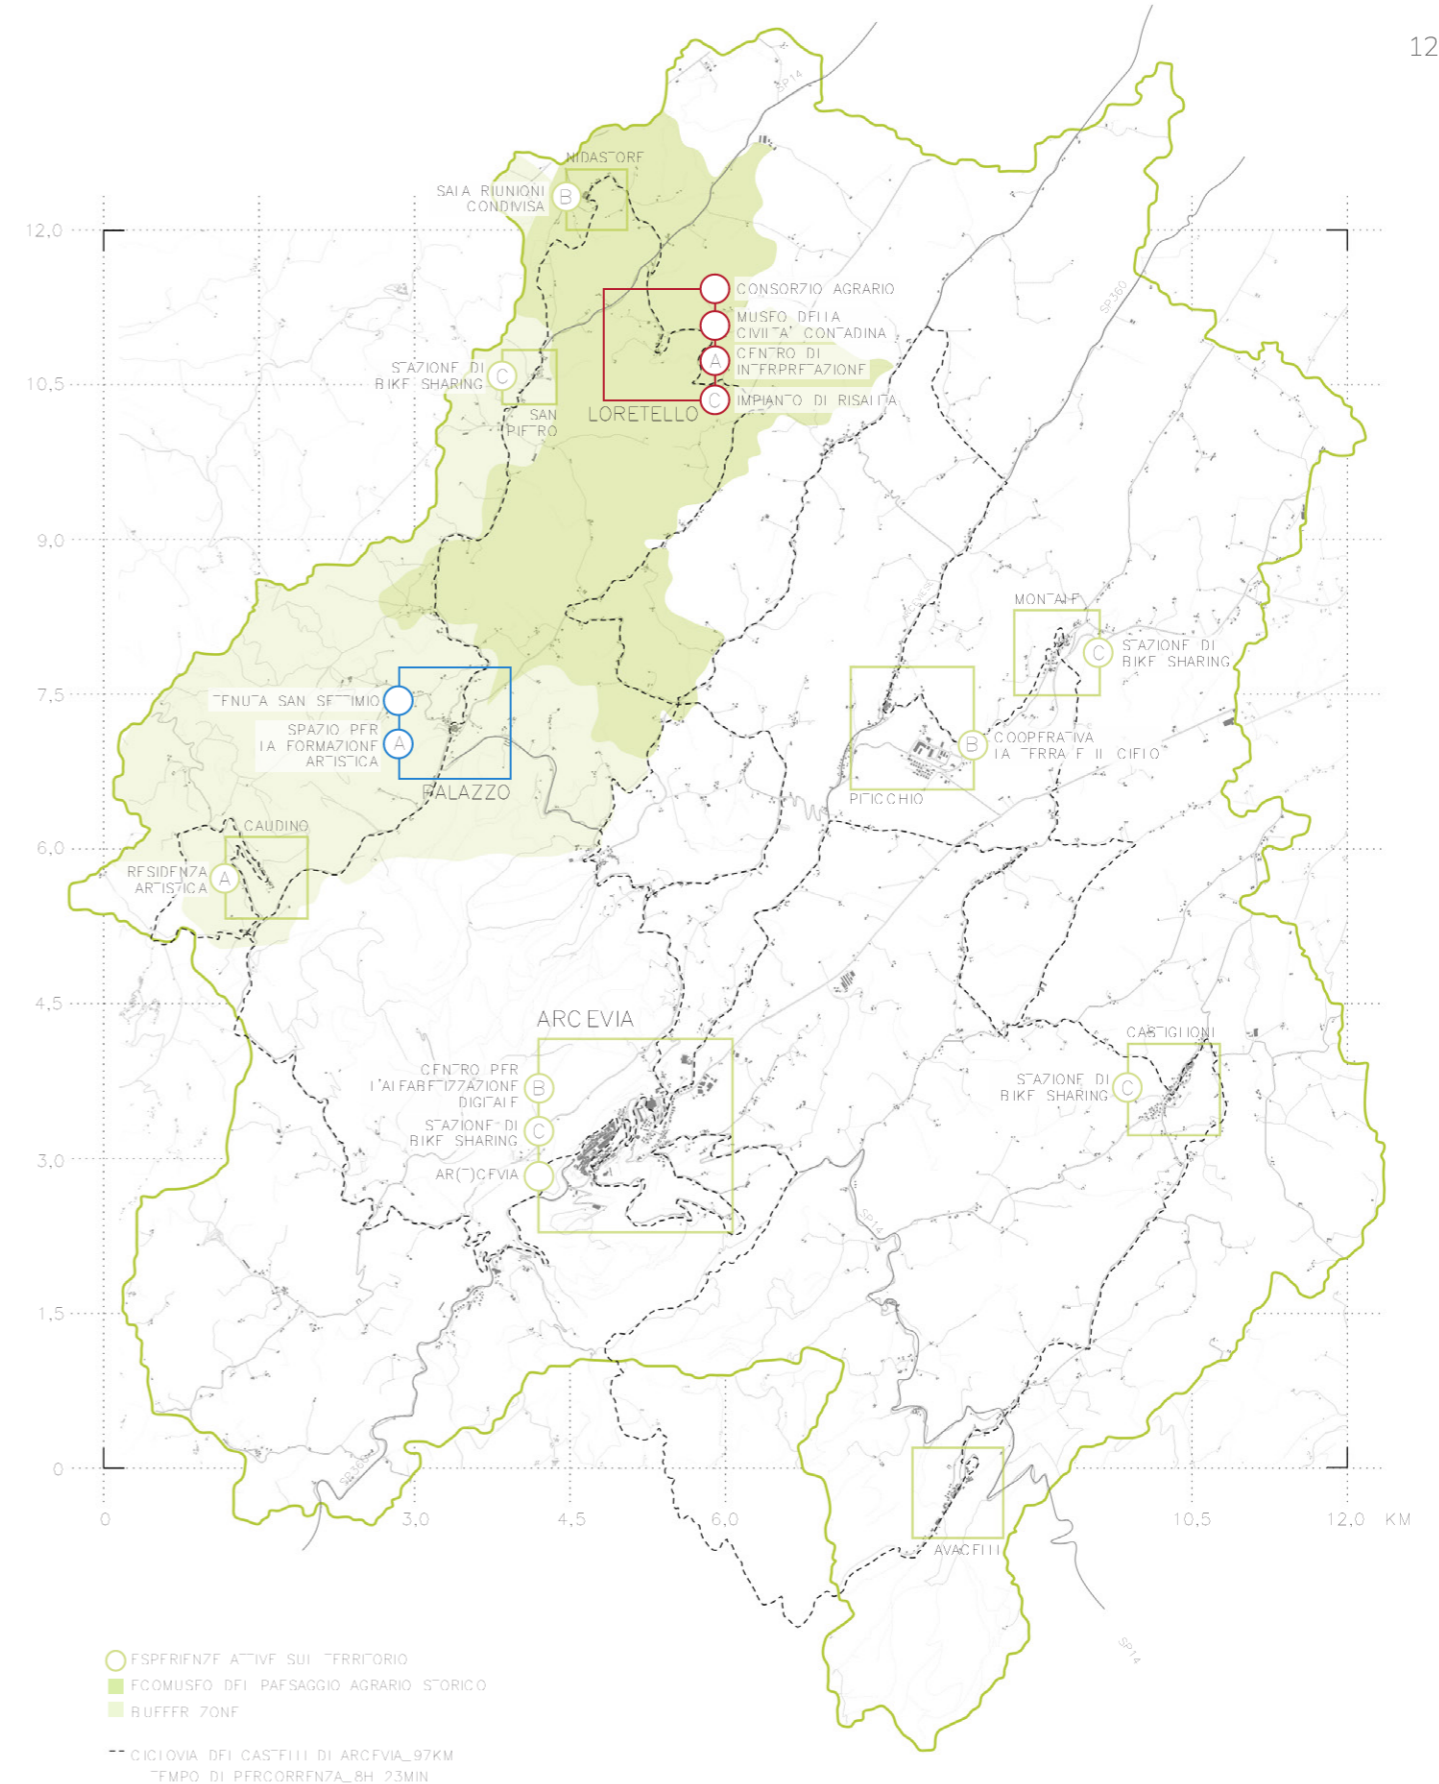 12
SP14
NIDASTORE
SALA RIUNIONI
CONDIVISA
B
12,0
CONSORZIO AGRARIO
MUSEO DELLA
CIVILTA' CONTADINA
A
CENTRO DI
INTERPRETAZIONE
C
IMPIANTO DI RISALITA
LORETELLO
SP360
STAZIONE DI
BIKE SHARING
C
SAN
PIETRO
10,5
9,0
MONTALE
C
STAZIONE DI
BIKE SHARING
7,5
TENUTA SAN SETTIMIO
SPAZIO PER
LA FORMAZIONE
ARTISTICA
A
PALAZZO
B
COOPERATIVA
LA TERRA E IL CIELO
PITICCHIO
6,0
CAUDINO
RESIDENZA
ARTISTICA
A
4,5
ARCEVIA
CENTRO PER
L'ALFABETIZZAZIONE
DIGITALE
B
STAZIONE DI
BIKE SHARING
C
AR(T)CEVIA
CASTIGLIONI
STAZIONE DI
BIKE SHARING
C
3,0
SP14
1,5
SP360
0
0
3,0
4,5
6,0
10,5
12,0
KM
AVACELLI
SP14
ESPERIENZE ATTIVE SUL TERRITORIO
ECOMUSEO DEL PAESAGGIO AGRARIO STORICO
BUFFER ZONE
CICLOVIA DEI CASTELLI DI ARCEVIA_97KM
TEMPO DI PERCORRENZA_8H 23MIN